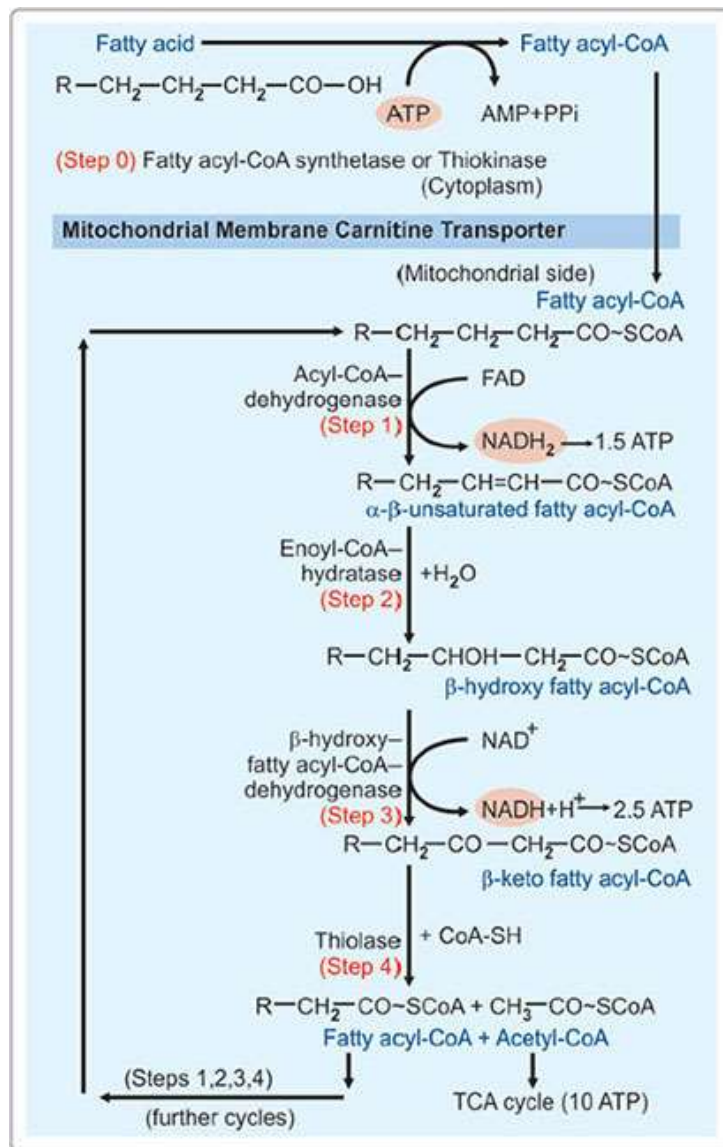 Fatty acid Fatty acyl-CoA
R—CH₂—CH₂—CH₂—CO—OH
ATP AMP+PPi
(Step 0) Fatty acyl-CoA synthetase or Thiokinase
(Cytoplasm)
Mitochondrial Membrane Carnitine Transporter
(Mitochondrial side)
Fatty acyl-CoA
R—CH₂—CH₂—CH₂—CO~SCoA
Acyl-CoA–
dehydrogenase
(Step 1)
FAD
NADH₂ 1.5 ATP
R—CH₂—CH=CH—CO~SCoA
α-β-unsaturated fatty acyl-CoA
Enoyl-CoA–
hydratase
(Step 2)
+H₂O
R—CH₂—CHOH—CH₂—CO~SCoA
β-hydroxy fatty acyl-CoA
β-hydroxy–
fatty acyl-CoA–
dehydrogenase
(Step 3)
NAD⁺
NADH+H⁺ 2.5 ATP
R—CH₂—CO—CH₂—CO~SCoA
β-keto fatty acyl-CoA
Thiolase
(Step 4)
+ CoA-SH
R—CH₂—CO~SCoA + CH₃—CO~SCoA
Fatty acyl-CoA + Acetyl-CoA
(Steps 1,2,3,4)
(further cycles)
TCA cycle (10 ATP)